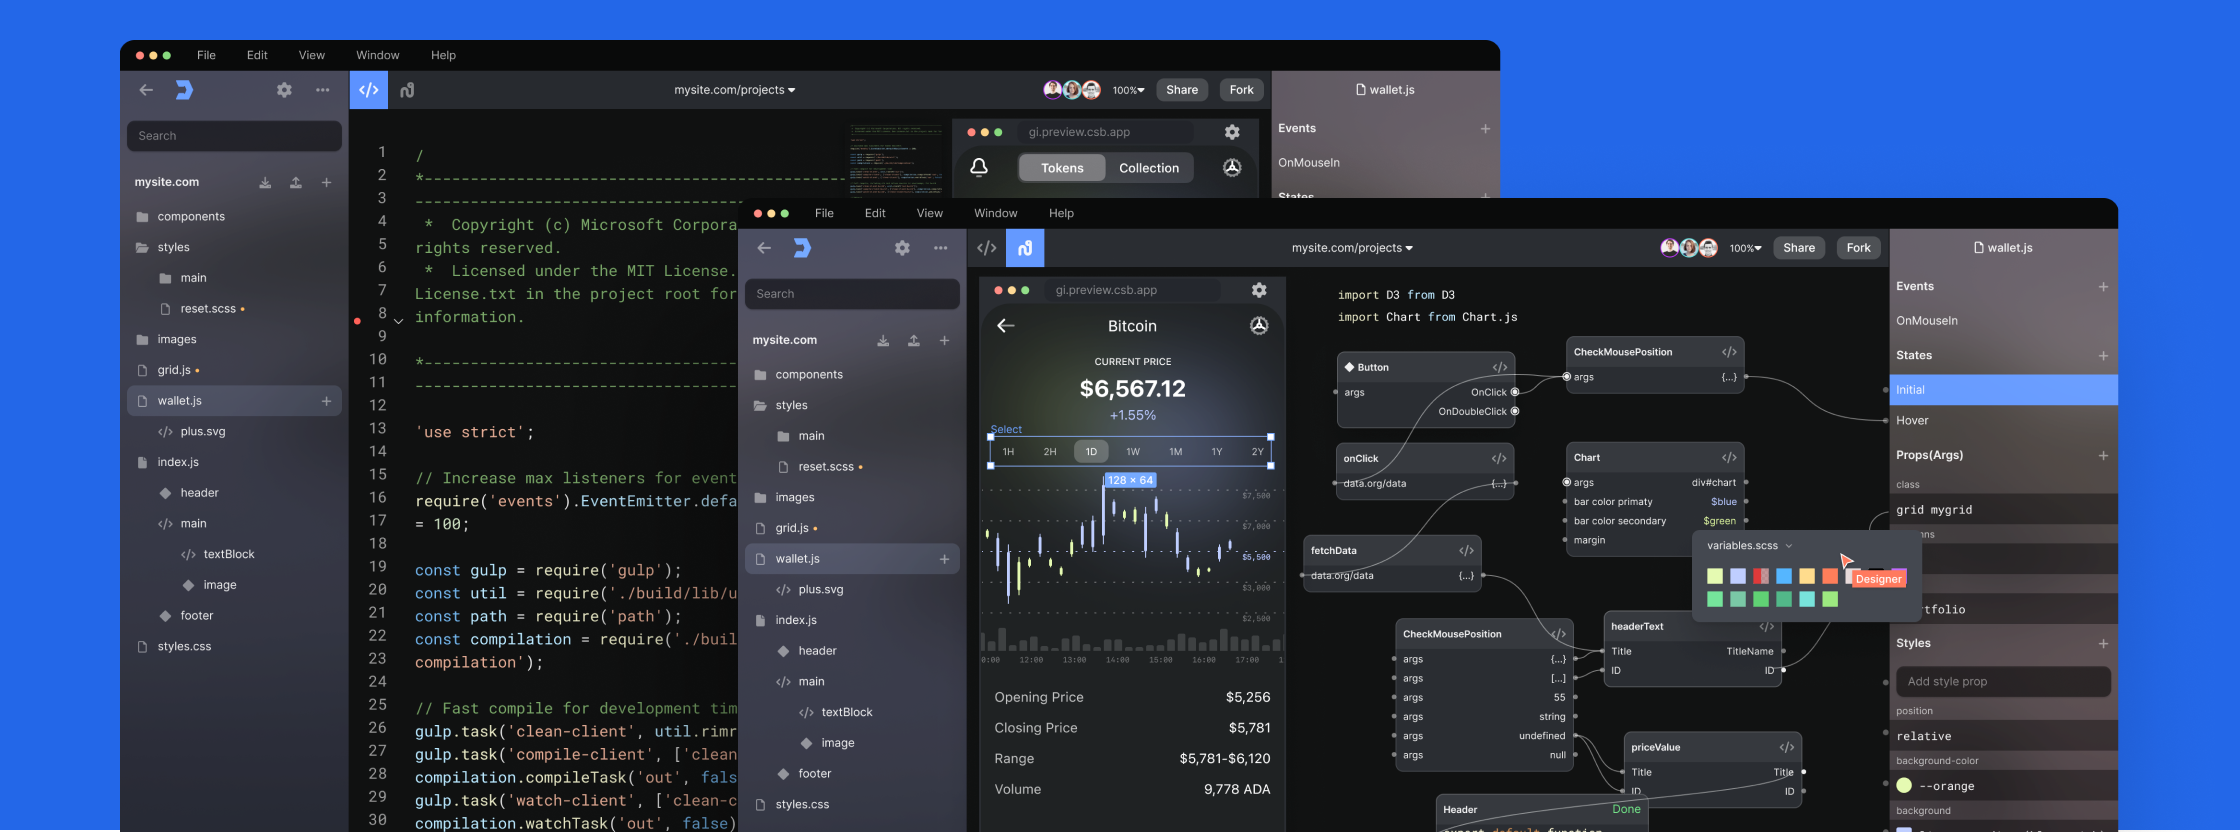 File Edit View Window Help
mysite.com/projects
100%
Share
Fork
wallet.js
Search
mysite.com
components
styles
main
reset.scss
images
grid.js
wallet.js
plus.svg
index.js
header
main
textBlock
image
footer
styles.css
1 /
2 *
3
4 * Copyright (c) Microsoft Corpora
5 rights reserved.
6 * Licensed under the MIT License.
7 License.txt in the project root for
8 information.
9
10 *
11
12
13 'use strict';
14
15 // Increase max listeners for event
16 require('events').EventEmitter.defa
17 = 100;
18
19 const gulp = require('gulp');
20 const util = require('./build/lib/u
21 const path = require('path');
22 const compilation = require('./buil
23 compilation');
24
25 // Fast compile for development tim
26 gulp.task('clean-client', util.rimr
27 gulp.task('compile-client', ['clean
28 compilation.compileTask('out', fals
29 gulp.task('watch-client', ['clean-c
30 compilation.watchTask('out', false)
gi.preview.csb.app
Tokens
Collection
Events
OnMouseIn
States
File Edit View Window Help
mysite.com/projects
100%
Share
Fork
wallet.js
Search
mysite.com
components
styles
main
reset.scss
images
grid.js
wallet.js
plus.svg
index.js
header
main
textBlock
image
footer
styles.css
gi.preview.csb.app
Bitcoin
CURRENT PRICE
$6,567.12
+1.55%
Select
1H 2H 1D 1W 1M 1Y 2Y
128 × 64
$7,500
$7,000
$5,500
$3,000
$2,500
0:00 12:00 13:00 14:00 15:00 16:00 17:00 1
Opening Price $5,256
Closing Price $5,781
Range $5,781-$6,120
Volume 9,778 ADA
import D3 from D3
import Chart from Chart.js
Button
args
OnClick
OnDoubleClick
CheckMousePosition
args {...}
onClick
data.org/data {...}
Chart
args div#chart
bar color primaty $blue
bar color secondary $green
margin
fetchData
data.org/data {...}
variables.scss
Designer
CheckMousePosition
args {...}
args [...]
args 55
args string
args undefined
args null
headerText
Title TitleName
ID ID
priceValue
Title Title
ID ID
Header Done
export default function
Events
OnMouseIn
States
Initial
Hover
Props(Args)
class
grid mygrid
ns
rtfolio
Styles
Add style prop
position
relative
background-color
--orange
background